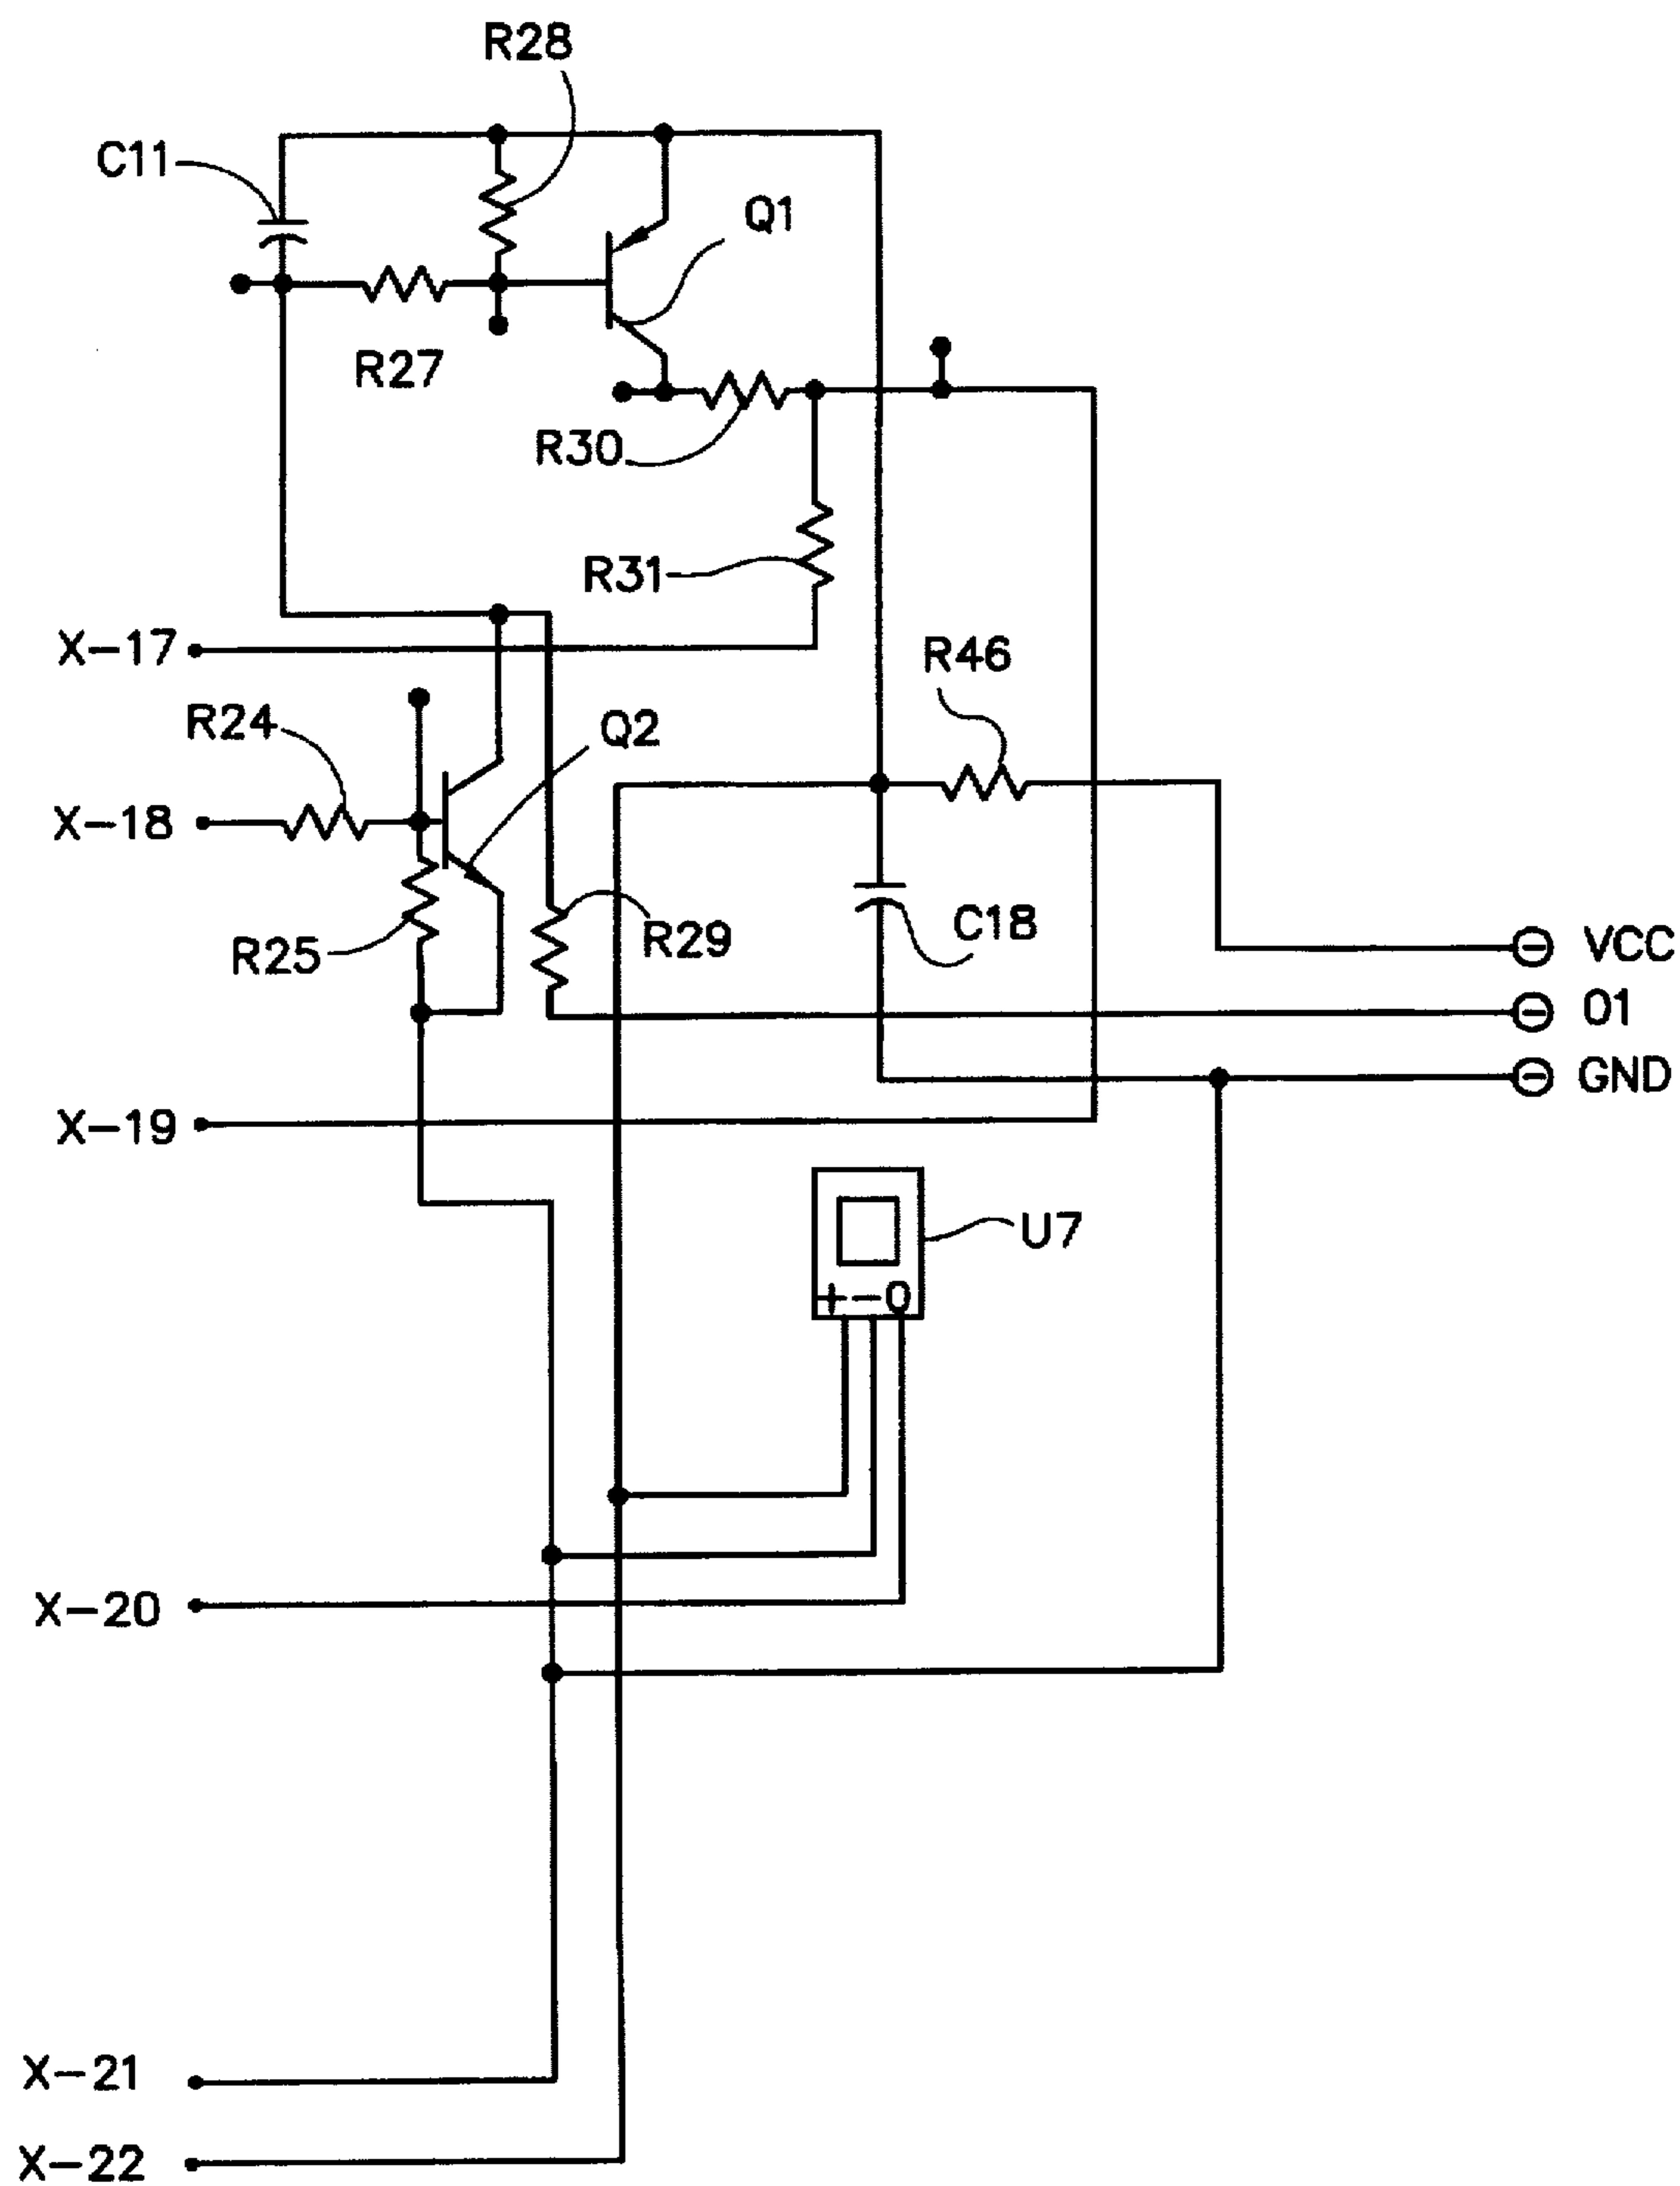 R28
C11
Q1
R27
R30
R31
X-17
R46
R24
Q2
X-18
R25
R29
C18
VCC
01
GND
X-19
U7
+-0
X-20
X-21
X-22